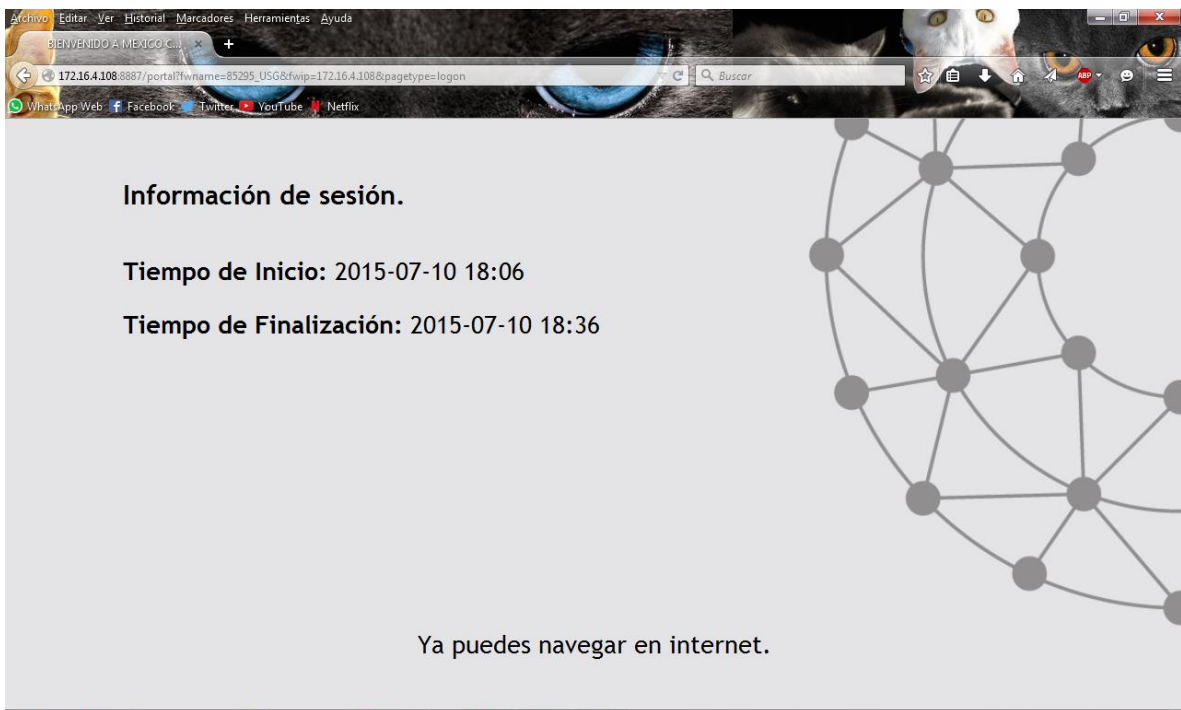 Archivo Editar Ver Historial Marcadores Herramientas Ayuda
BIENVENIDO A MEXICO C...
172.16.4.108:8887/portal?fwname=85295_USG&fwip=172.16.4.108&pagetype=logon
Buscar
ABP
WhatsApp Web Facebook Twitter YouTube Netflix
Información de sesión.
Tiempo de Inicio: 2015-07-10 18:06
Tiempo de Finalización: 2015-07-10 18:36
Ya puedes navegar en internet.